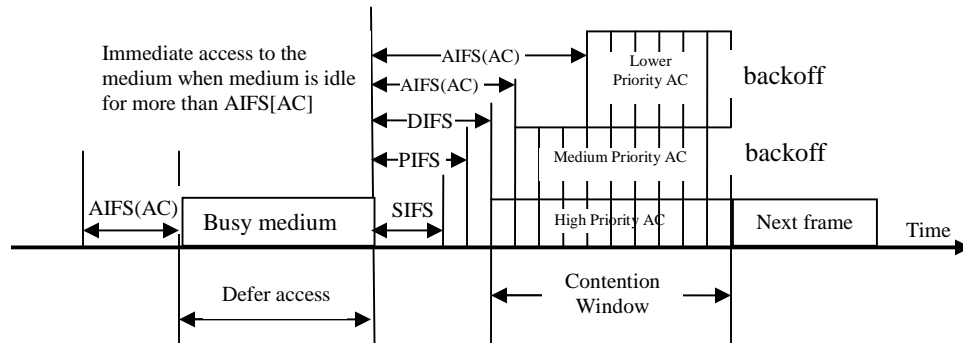 Immediate access to the
medium when medium is idle
for more than AIFS[AC]
AIFS(AC)
Lower
Priority AC
backoff
AIFS(AC)
DIFS
PIFS
Medium Priority AC
backoff
AIFS(AC)
Busy medium
SIFS
High Priority AC
Next frame
Time
Defer access
Contention
Window